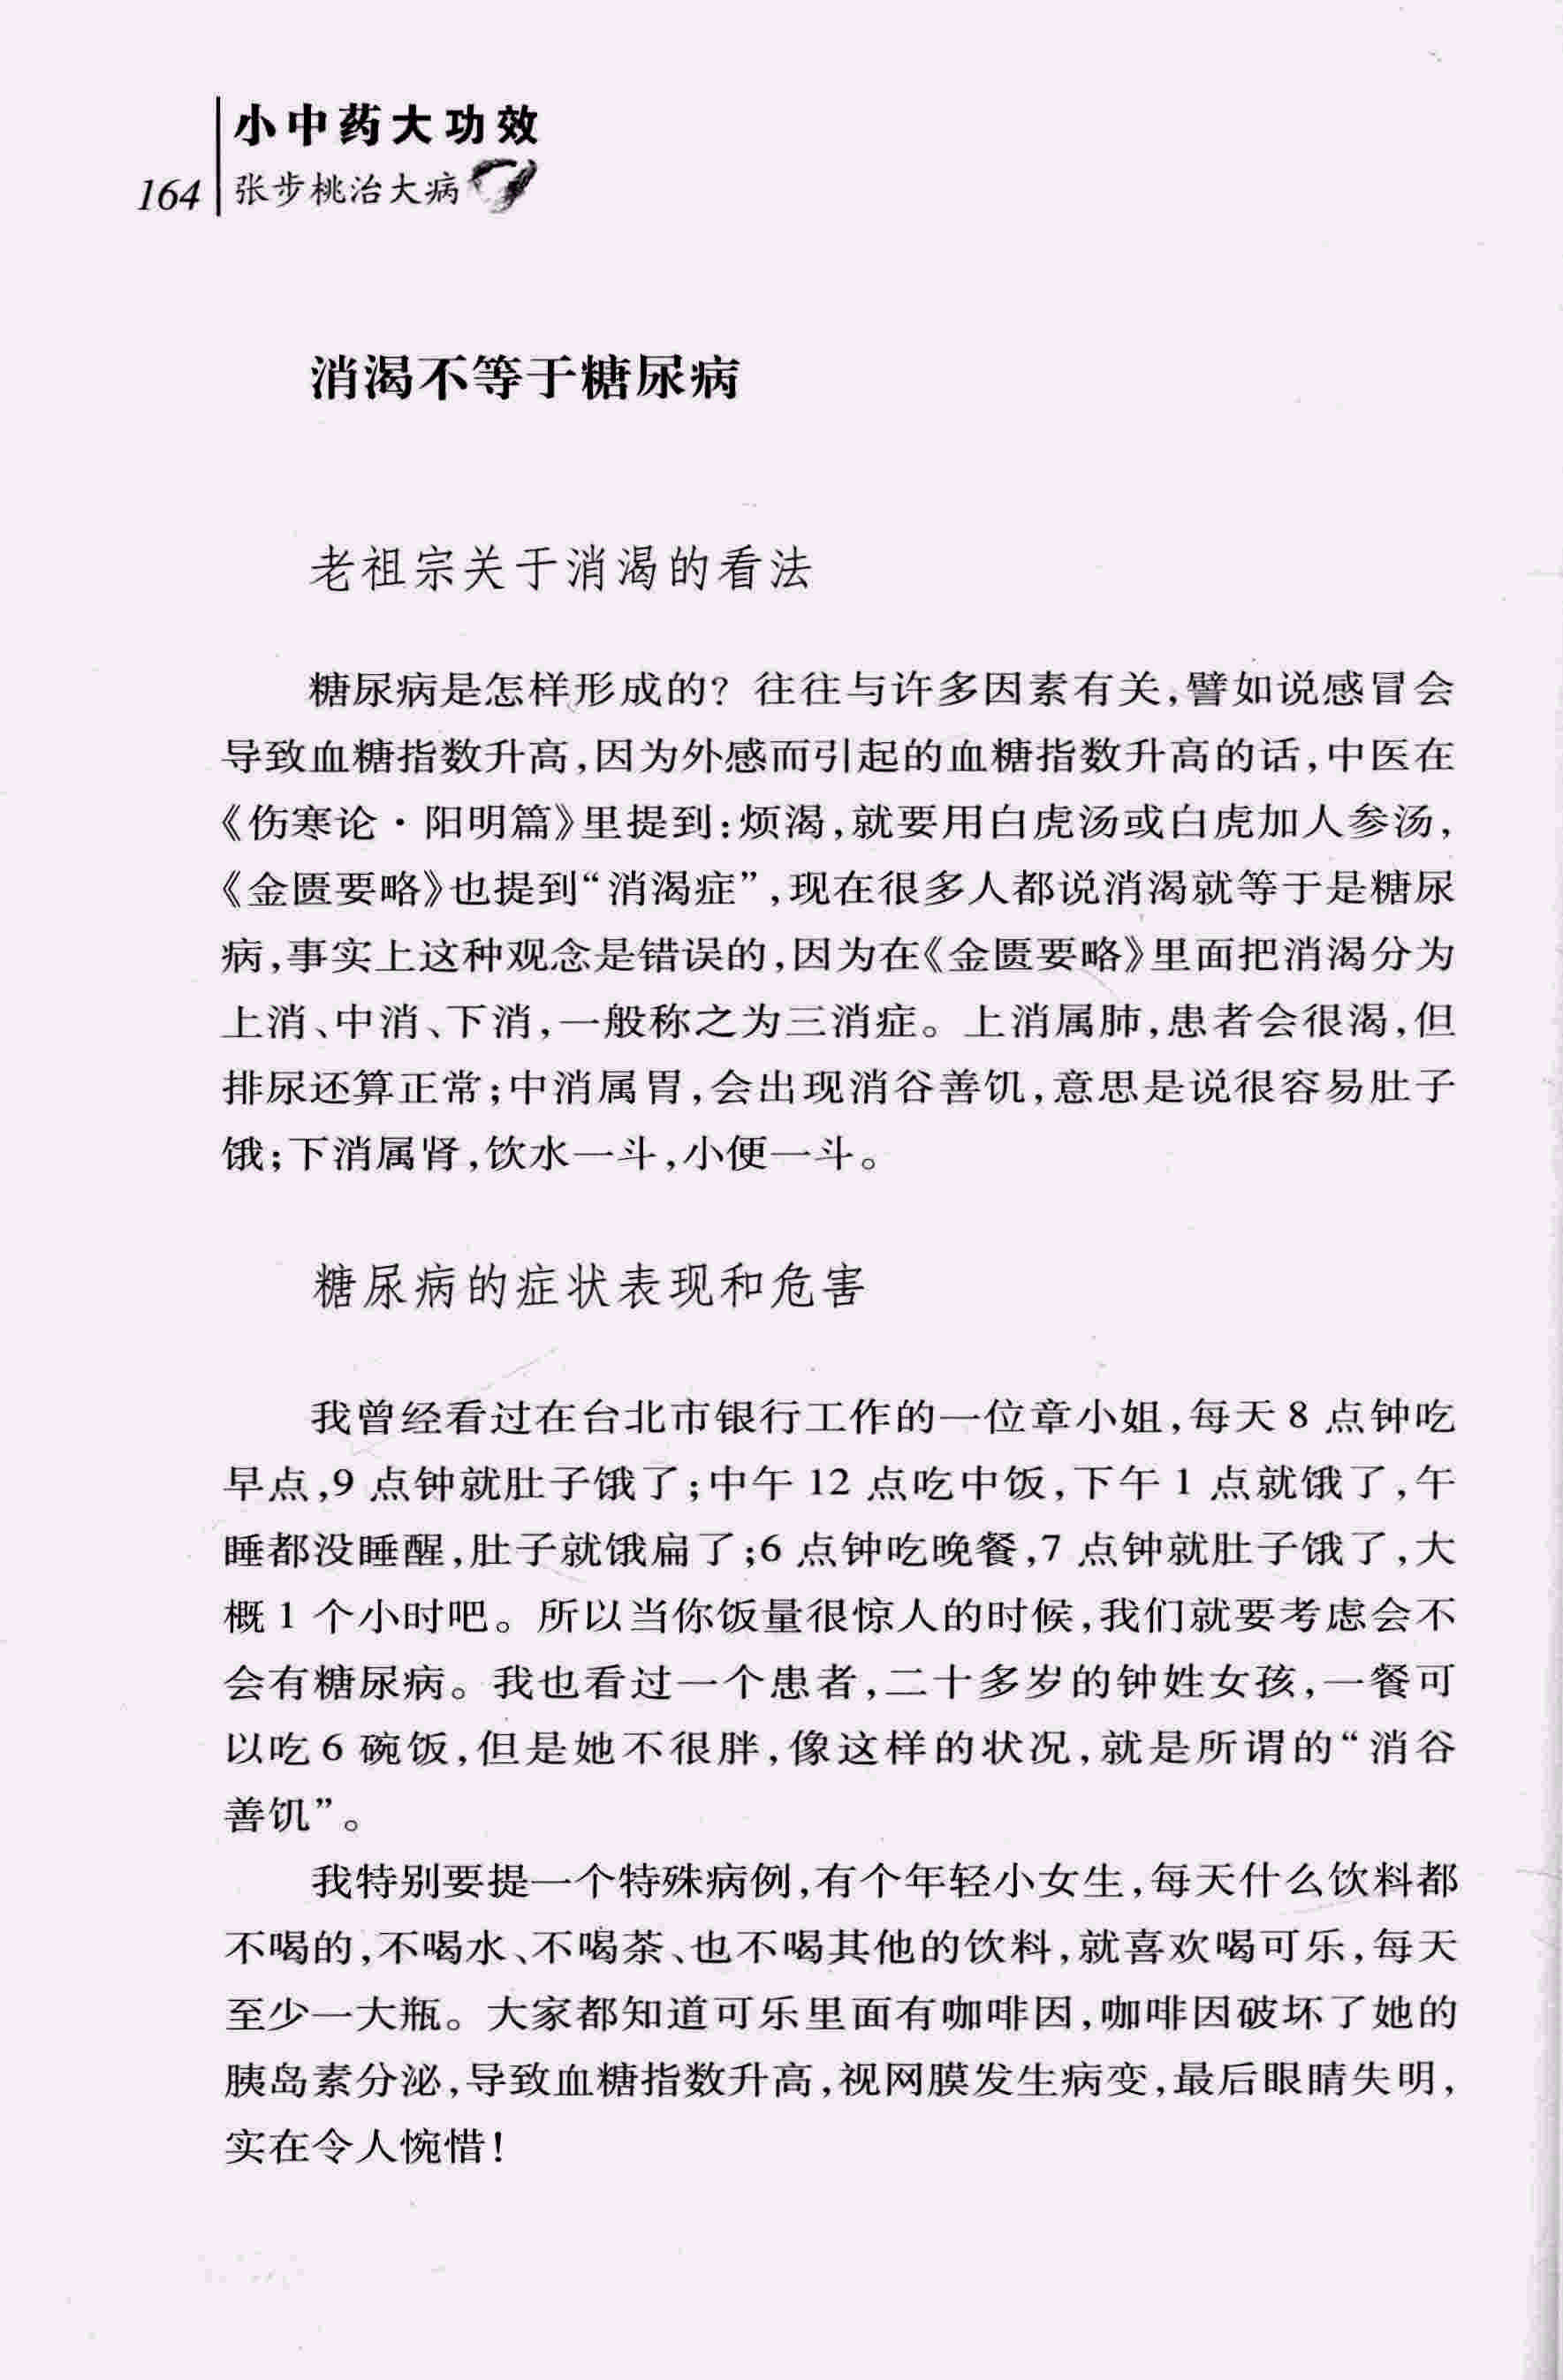 小中药大功效
164 张步桃治大病
消渴不等于糖尿病
老祖宗关于消渴的看法
糖尿病是怎样形成的？往往与许多因素有关，譬如说感冒会
导致血糖指数升高，因为外感而引起的血糖指数升高的话，中医在
《伤寒论·阳明篇》里提到：烦渴，就要用白虎汤或白虎加人参汤，
《金匮要略》也提到“消渴症”，现在很多人都说消渴就等于是糖尿
病，事实上这种观念是错误的，因为在《金匮要略》里面把消渴分为
上消、中消、下消，一般称之为三消症。上消属肺，患者会很渴，但
排尿还算正常；中消属胃，会出现消谷善饥，意思是说很容易肚子
饿；下消属肾，饮水一斗，小便一斗。
糖尿病的症状表现和危害
我曾经看过在台北市银行工作的一位章小姐，每天8点钟吃
早点，9点钟就肚子饿了；中午12点吃中饭，下午1点就饿了，午
睡都没睡醒，肚子就饿扁了；6点钟吃晚餐，7点钟就肚子饿了，大
概1个小时吧。所以当你饭量很惊人的时候，我们就要考虑会不
会有糖尿病。我也看过一个患者，二十多岁的钟姓女孩，一餐可
以吃6碗饭，但是她不很胖，像这样的状况，就是所谓的“消谷
善饥”。
我特别要提一个特殊病例，有个年轻小女生，每天什么饮料都
不喝的，不喝水、不喝茶、也不喝其他的饮料，就喜欢喝可乐，每天
至少一大瓶。大家都知道可乐里面有咖啡因，咖啡因破坏了她的
胰岛素分泌，导致血糖指数升高，视网膜发生病变，最后眼睛失明，
实在令人惋惜！